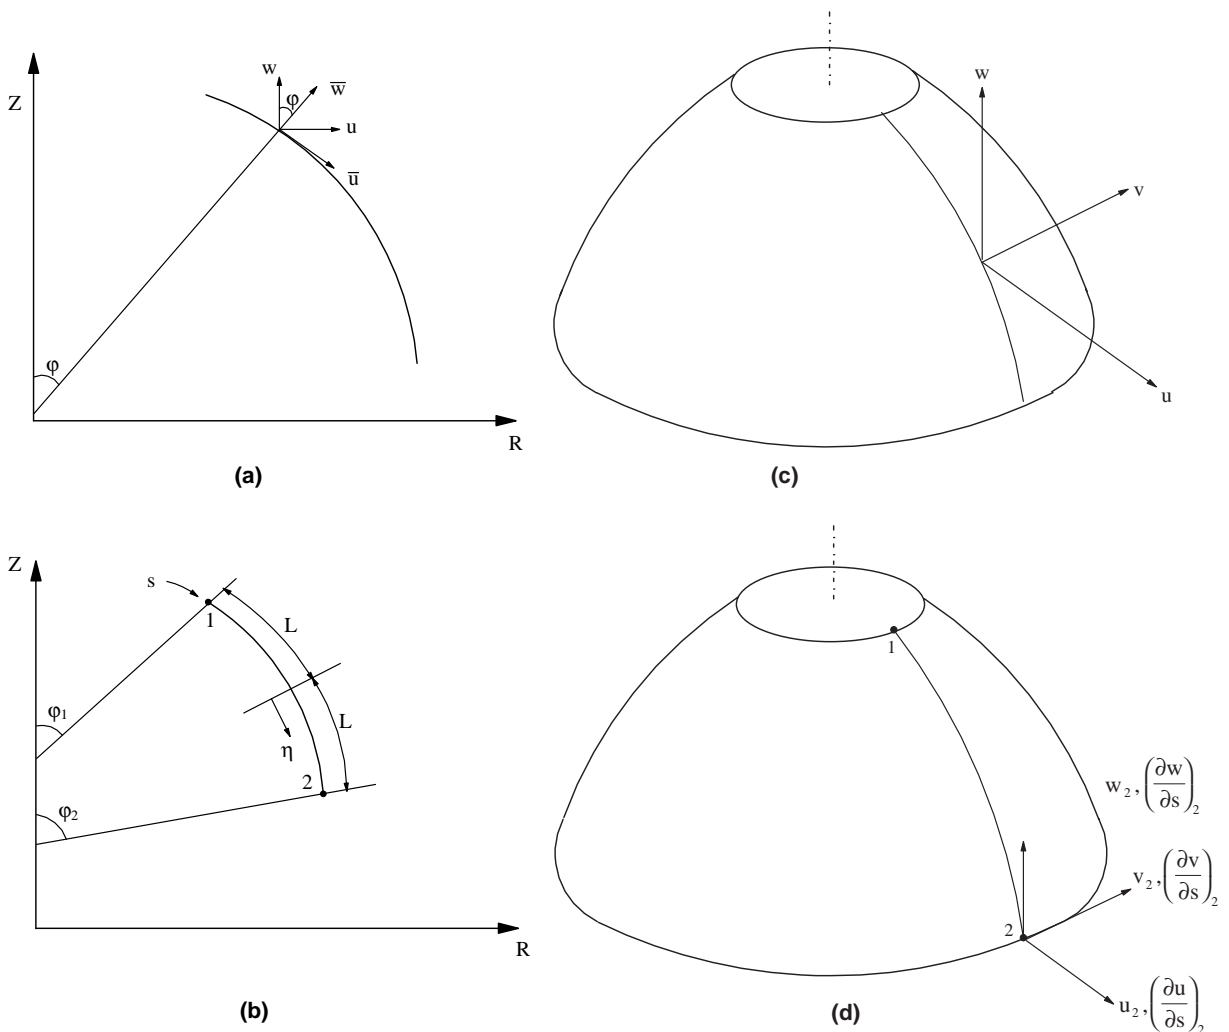 Z
w
w̅
φ
u
u̅
φ
R
(a)
w
v
u
(c)
Z
s
1
L
φ₁
L
η
2
φ₂
R
(b)
1
w₂, (∂w/∂s)₂
v₂, (∂v/∂s)₂
2
u₂, (∂u/∂s)₂
(d)